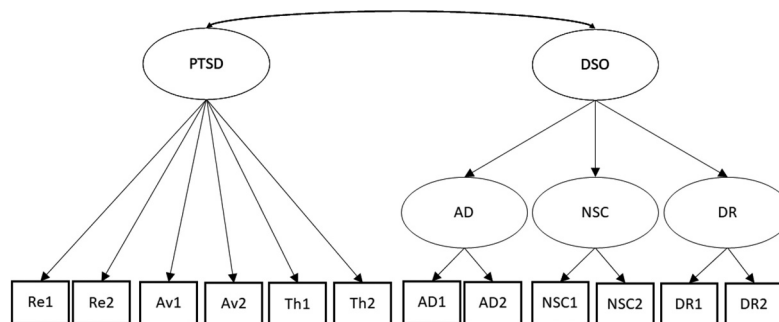 PTSD DSO
AD NSC DR
Re1 Re2 Av1 Av2 Th1 Th2 AD1 AD2 NSC1 NSC2 DR1 DR2